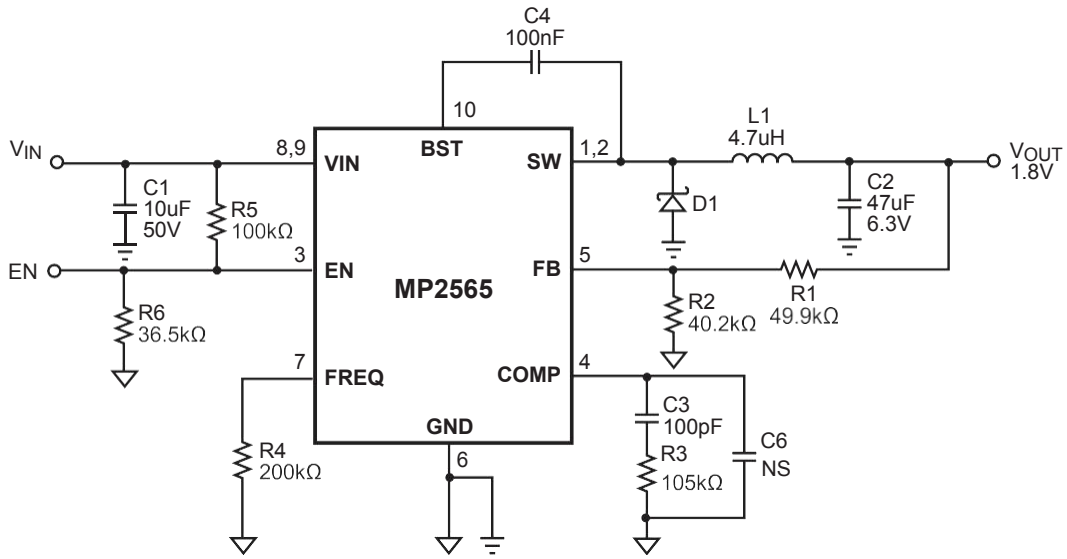 C4
100nF
10
BST
L1
4.7uH
VIN
8,9
VIN
SW
1,2
VOUT
1.8V
C1
10uF
50V
R5
100kΩ
D1
C2
47uF
6.3V
EN
3
EN
MP2565
FB
5
R1
49.9kΩ
R2
40.2kΩ
R6
36.5kΩ
7
FREQ
COMP
4
C3
100pF
R3
105kΩ
C6
NS
GND
6
R4
200kΩ